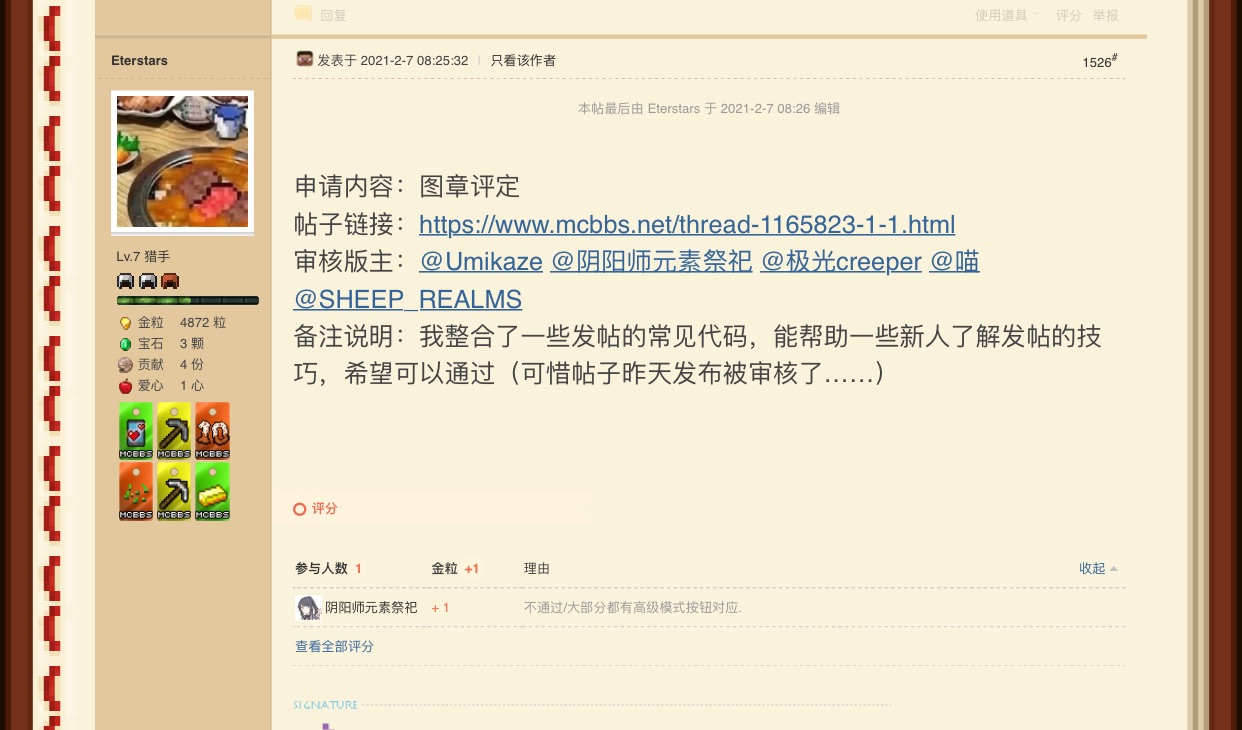 回复 使用道具 评分 举报
Eterstars 发表于 2021-2-7 08:25:32 | 只看该作者 1526#
本帖最后由 Eterstars 于 2021-2-7 08:26 编辑
申请内容：图章评定
帖子链接：https://www.mcbbs.net/thread-1165823-1-1.html
审核版主：@Umikaze @阴阳师元素祭祀 @极光creeper @喵
@SHEEP_REALMS
备注说明：我整合了一些发帖的常见代码，能帮助一些新人了解发帖的技
巧，希望可以通过（可惜帖子昨天发布被审核了……）
Lv.7 猎手
金粒 4872 粒
宝石 3 颗
贡献 4 份
爱心 1 心
MCBBS MCBBS 10 MCBBS
MCBBS MCBBS MCBBS
评分
参与人数 1 金粒 +1 理由 收起
阴阳师元素祭祀 + 1 不通过/大部分都有高级模式按钮对应.
查看全部评分
SIGNATURE